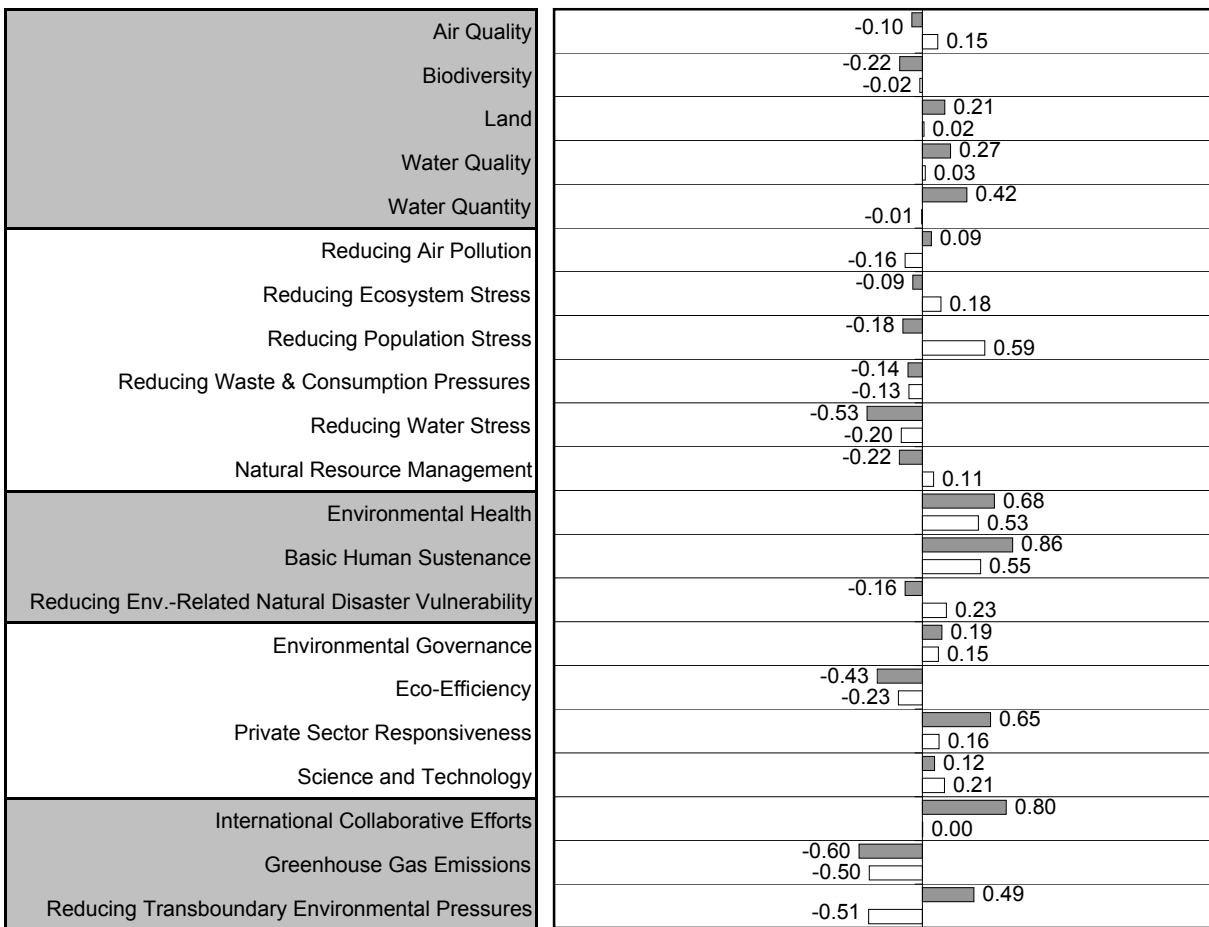 Air Quality
-0.10
0.15
Biodiversity
-0.22
-0.02
Land
0.21
0.02
Water Quality
0.27
0.03
Water Quantity
0.42
-0.01
Reducing Air Pollution
0.09
-0.16
Reducing Ecosystem Stress
-0.09
0.18
Reducing Population Stress
-0.18
0.59
Reducing Waste & Consumption Pressures
-0.14
-0.13
Reducing Water Stress
-0.53
-0.20
Natural Resource Management
-0.22
0.11
Environmental Health
0.68
0.53
Basic Human Sustenance
0.86
0.55
Reducing Env.-Related Natural Disaster Vulnerability
-0.16
0.23
Environmental Governance
0.19
0.15
Eco-Efficiency
-0.43
-0.23
Private Sector Responsiveness
0.65
0.16
Science and Technology
0.12
0.21
International Collaborative Efforts
0.80
0.00
Greenhouse Gas Emissions
-0.60
-0.50
Reducing Transboundary Environmental Pressures
0.49
-0.51